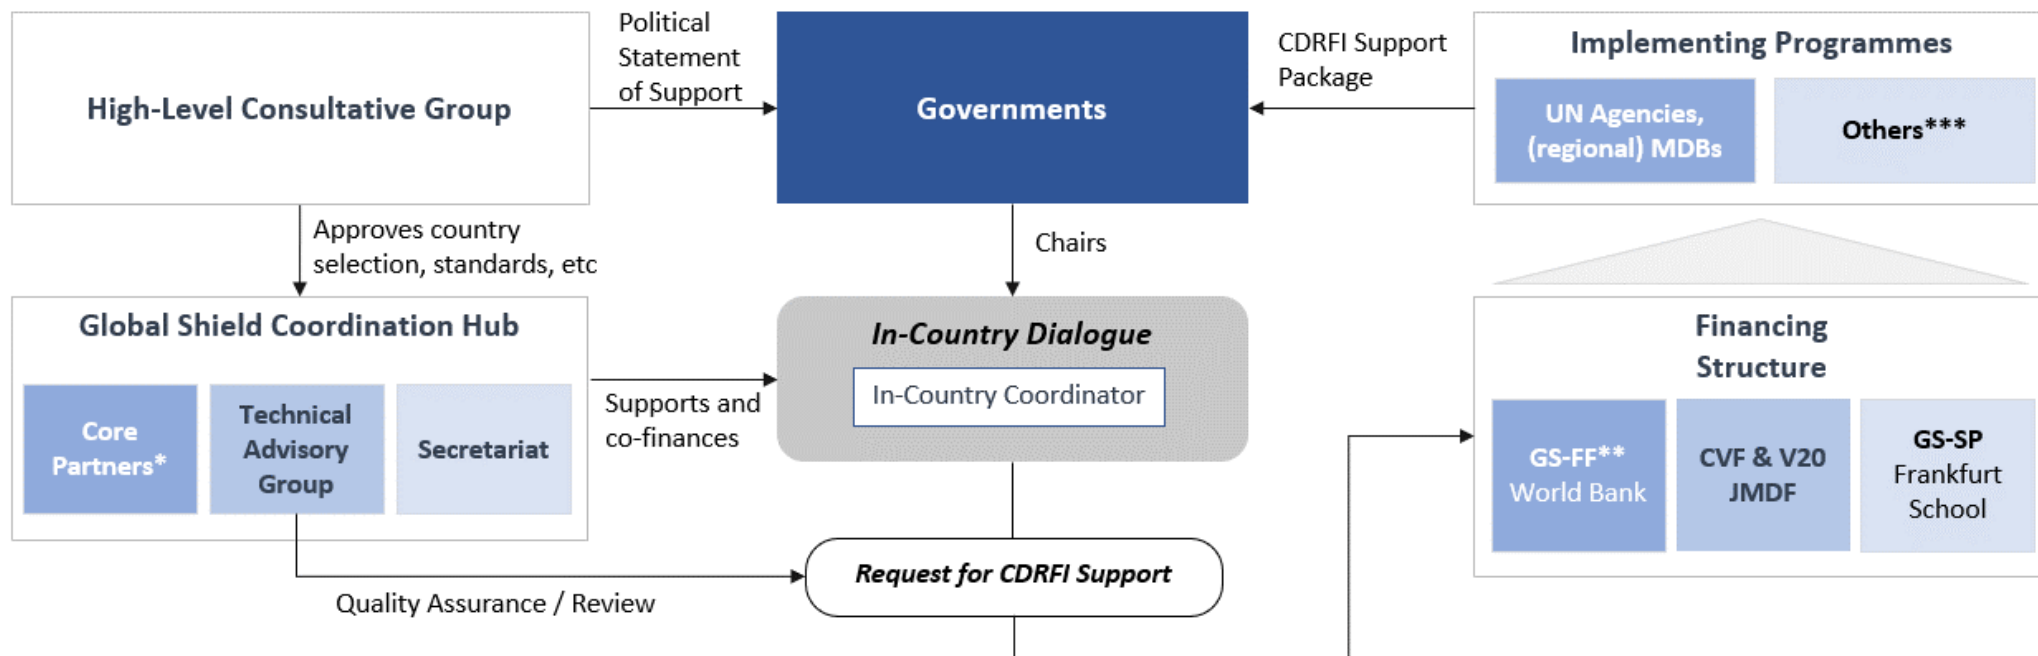 High-Level Consultative Group
Political
Statement
of Support
Governments
CDRFI Support
Package
Implementing Programmes
UN Agencies,
(regional) MDBs
Others***
Approves country
selection, standards, etc
Chairs
Global Shield Coordination Hub
Core
Partners*
Technical
Advisory
Group
Secretariat
Supports and
co-finances
In-Country Dialogue
In-Country Coordinator
Financing
Structure
GS-FF**
World Bank
CVF & V20
JMDF
GS-SP
Frankfurt
School
Quality Assurance / Review
Request for CDRFI Support